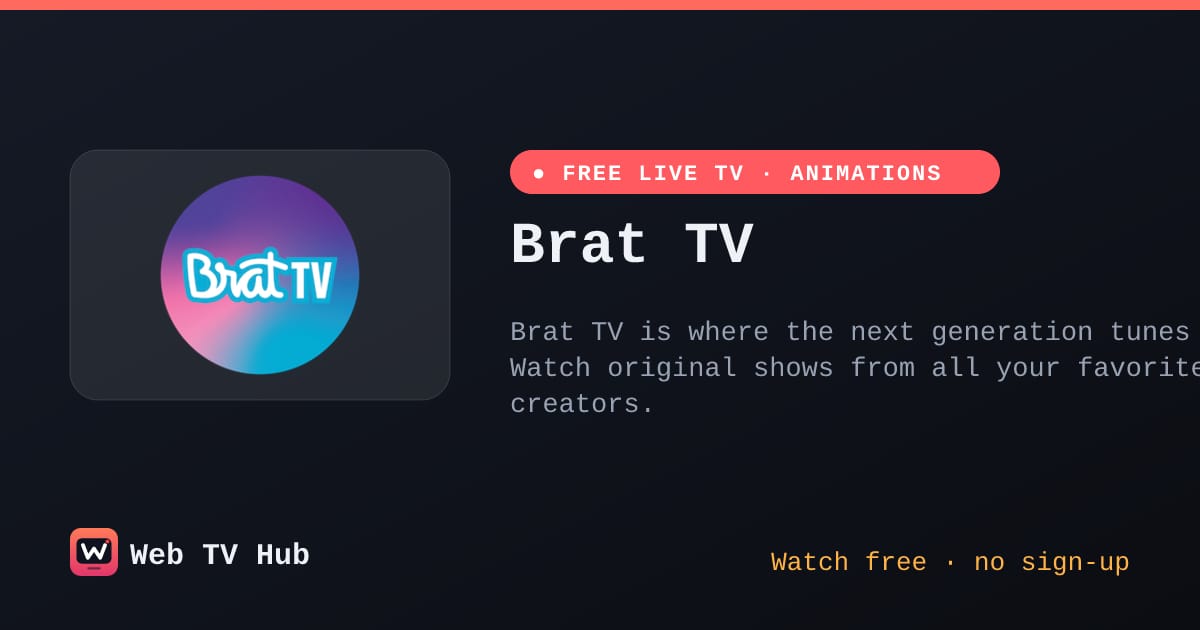 Brat TV
● FREE LIVE TV · ANIMATIONS
Brat TV
Brat TV is where the next generation tunes
Watch original shows from all your favorite
creators.
W
Web TV Hub
Watch free · no sign-up